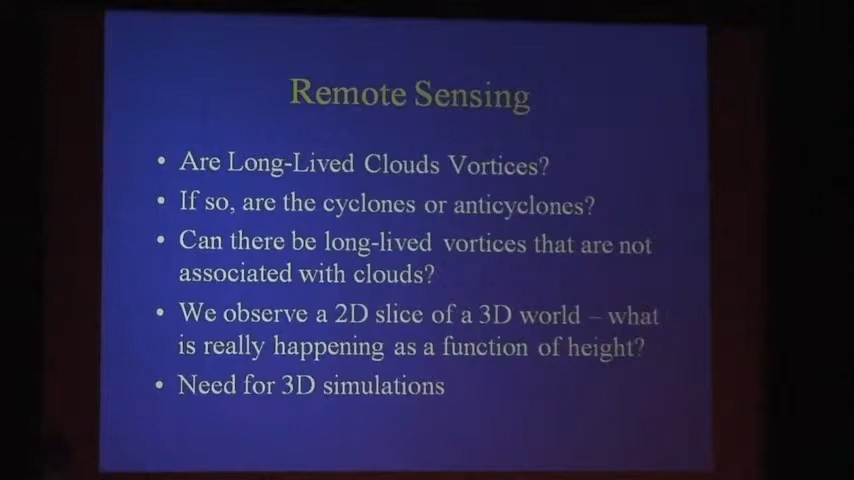 Remote Sensing
• Are Long-Lived Clouds Vortices?
• If so, are the cyclones or anticyclones?
• Can there be long-lived vortices that are not
associated with clouds?
• We observe a 2D slice of a 3D world – what
is really happening as a function of height?
• Need for 3D simulations